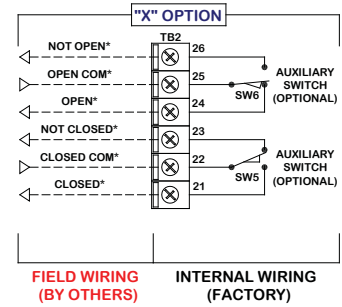 "X" OPTION
TB2
NOT OPEN* 26
OPEN COM* 25
AUXILIARY
SWITCH
(OPTIONAL)
SW6
OPEN* 24
NOT CLOSED* 23
CLOSED COM* 22
AUXILIARY
SWITCH
(OPTIONAL)
SW5
CLOSED* 21
FIELD WIRING
(BY OTHERS)
INTERNAL WIRING
(FACTORY)